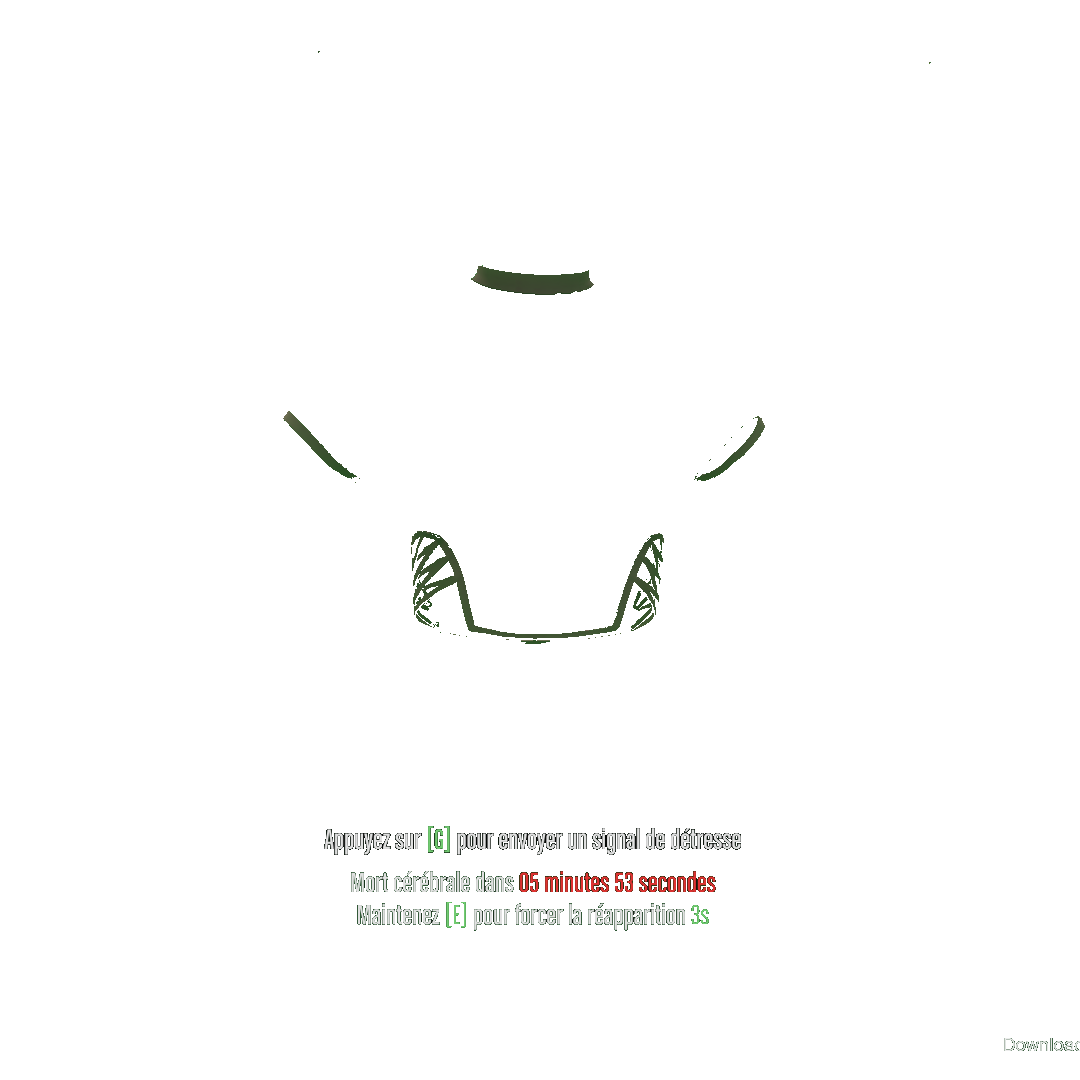 Appuyez sur [G] pour envoyer un signal de détresse
Mort cérébrale dans 05 minutes 53 secondes
Maintenez [E] pour forcer la réapparition 3s